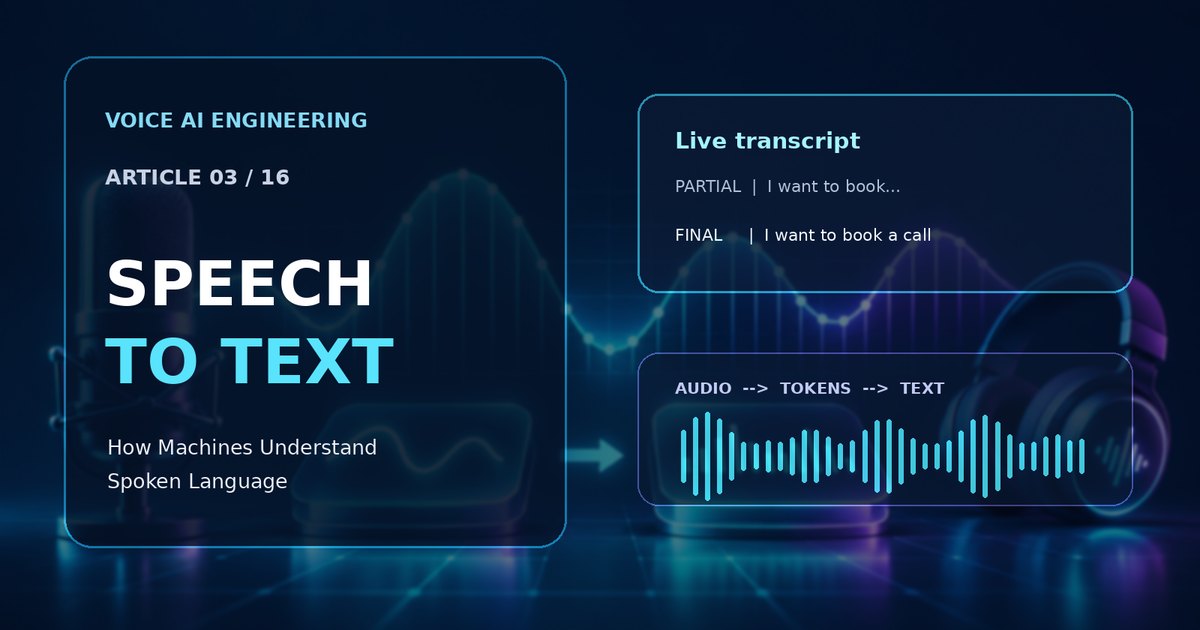 VOICE AI ENGINEERING
ARTICLE 03 / 16
SPEECH
TO TEXT
How Machines Understand
Spoken Language
Live transcript
PARTIAL | I want to book...
FINAL | I want to book a call
AUDIO --> TOKENS --> TEXT